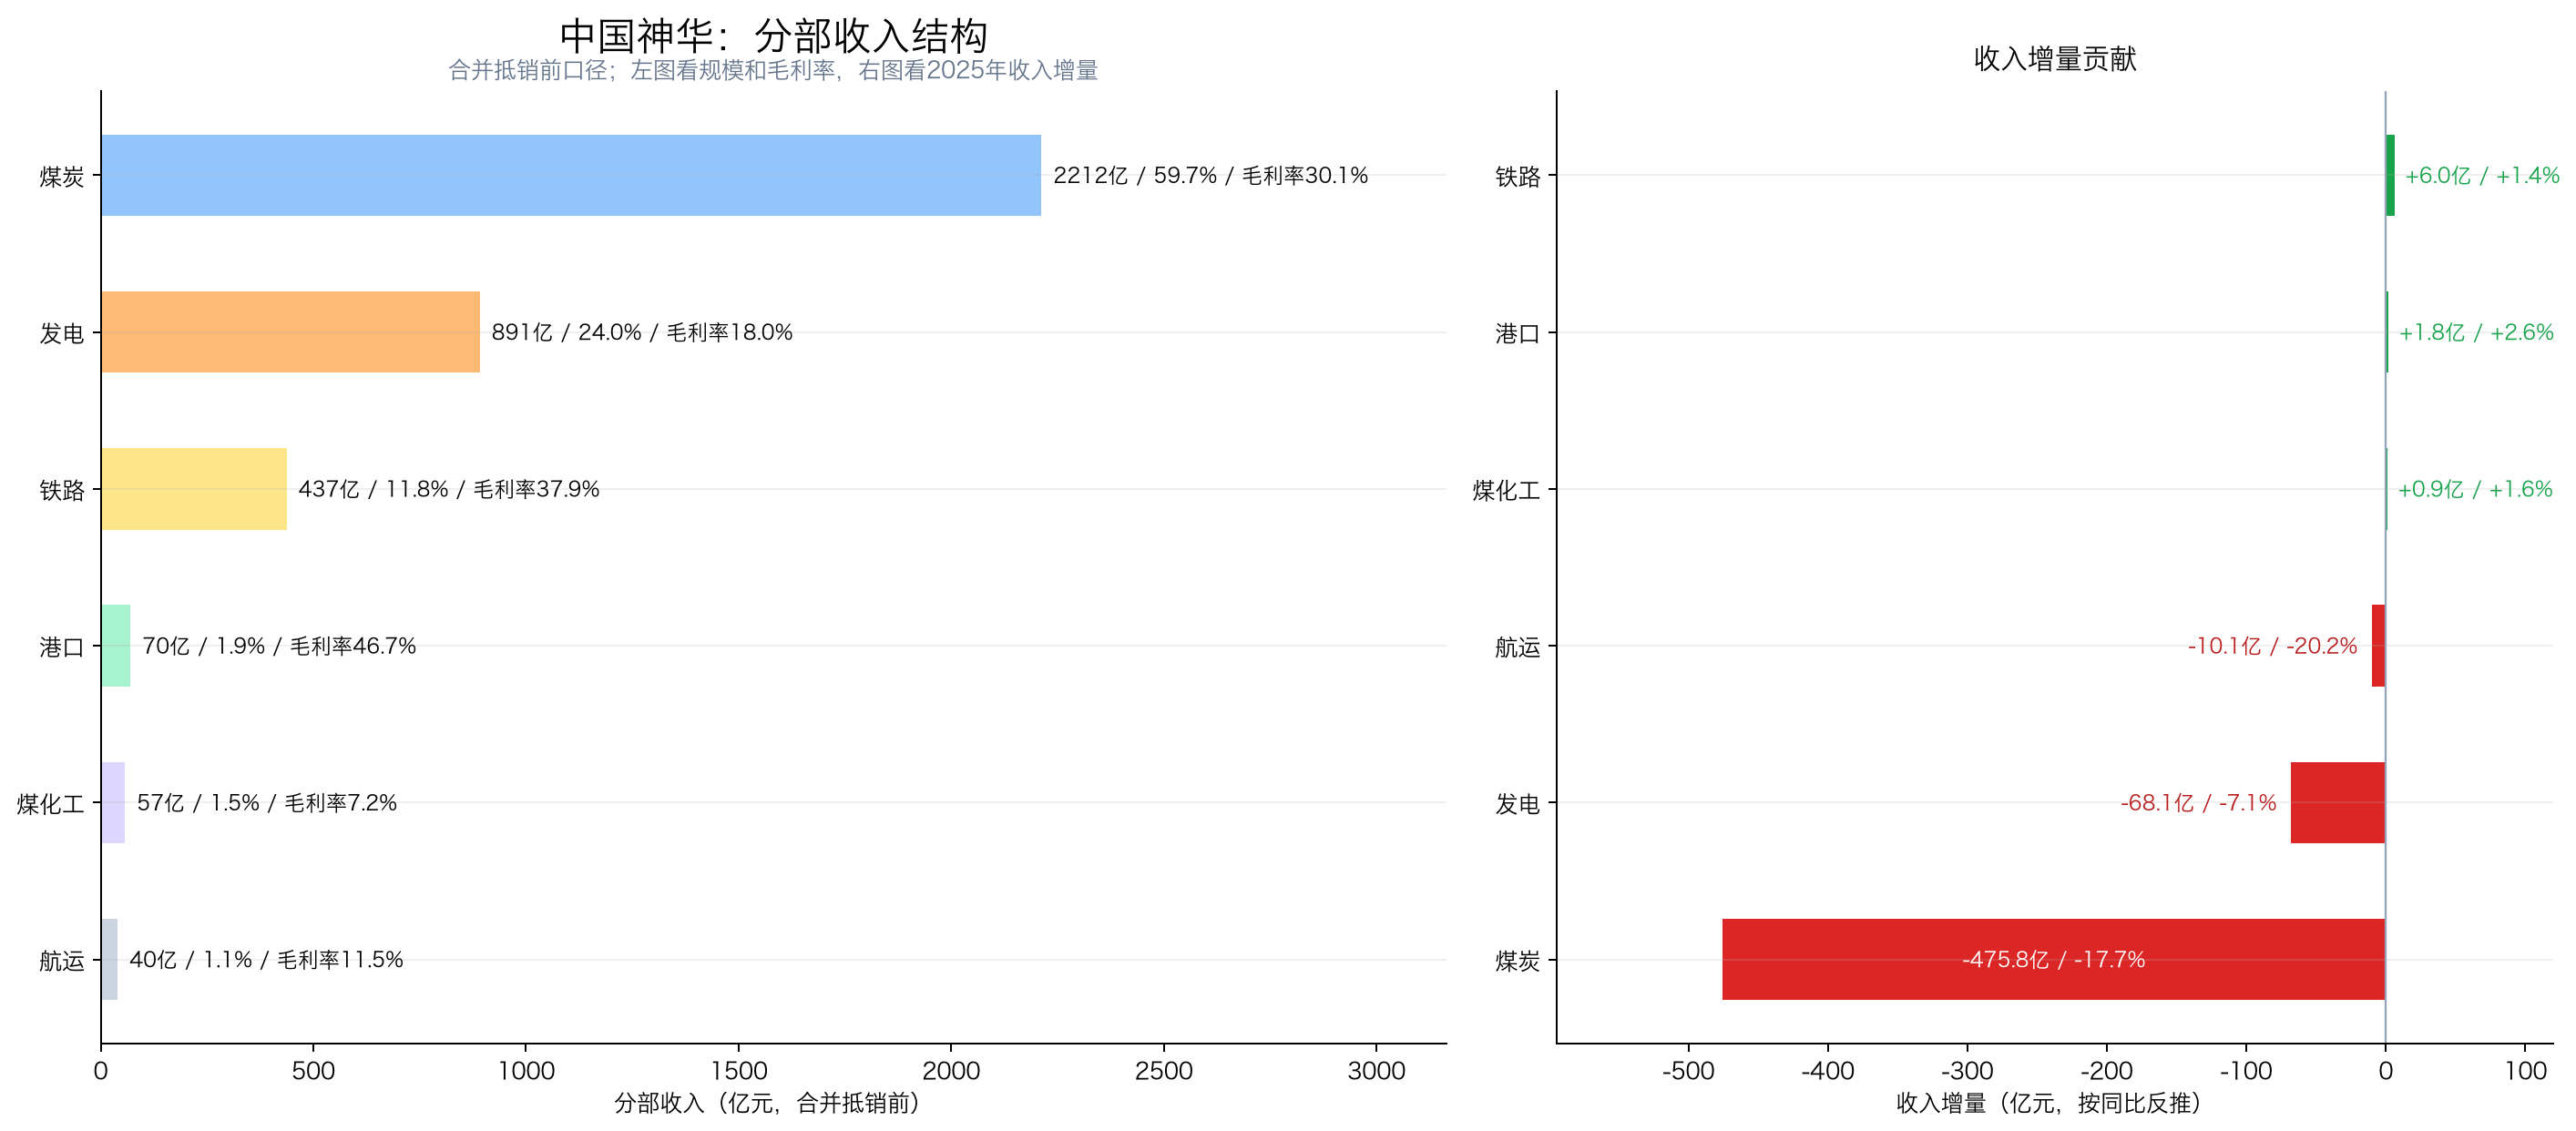 中国神华：分部收入结构
合并抵销前口径；左图看规模和毛利率，右图看2025年收入增量
煤炭
2212亿 / 59.7% / 毛利率30.1%
发电
891亿 / 24.0% / 毛利率18.0%
铁路
437亿 / 11.8% / 毛利率37.9%
港口
70亿 / 1.9% / 毛利率46.7%
煤化工
57亿 / 1.5% / 毛利率7.2%
航运
40亿 / 1.1% / 毛利率11.5%
0 500 1000 1500 2000 2500 3000
分部收入（亿元，合并抵销前）
收入增量贡献
铁路
+6.0亿 / +1.4%
港口
+1.8亿 / +2.6%
煤化工
+0.9亿 / +1.6%
航运
-10.1亿 / -20.2%
发电
-68.1亿 / -7.1%
煤炭
-475.8亿 / -17.7%
-500 -400 -300 -200 -100 0 100
收入增量（亿元，按同比反推）